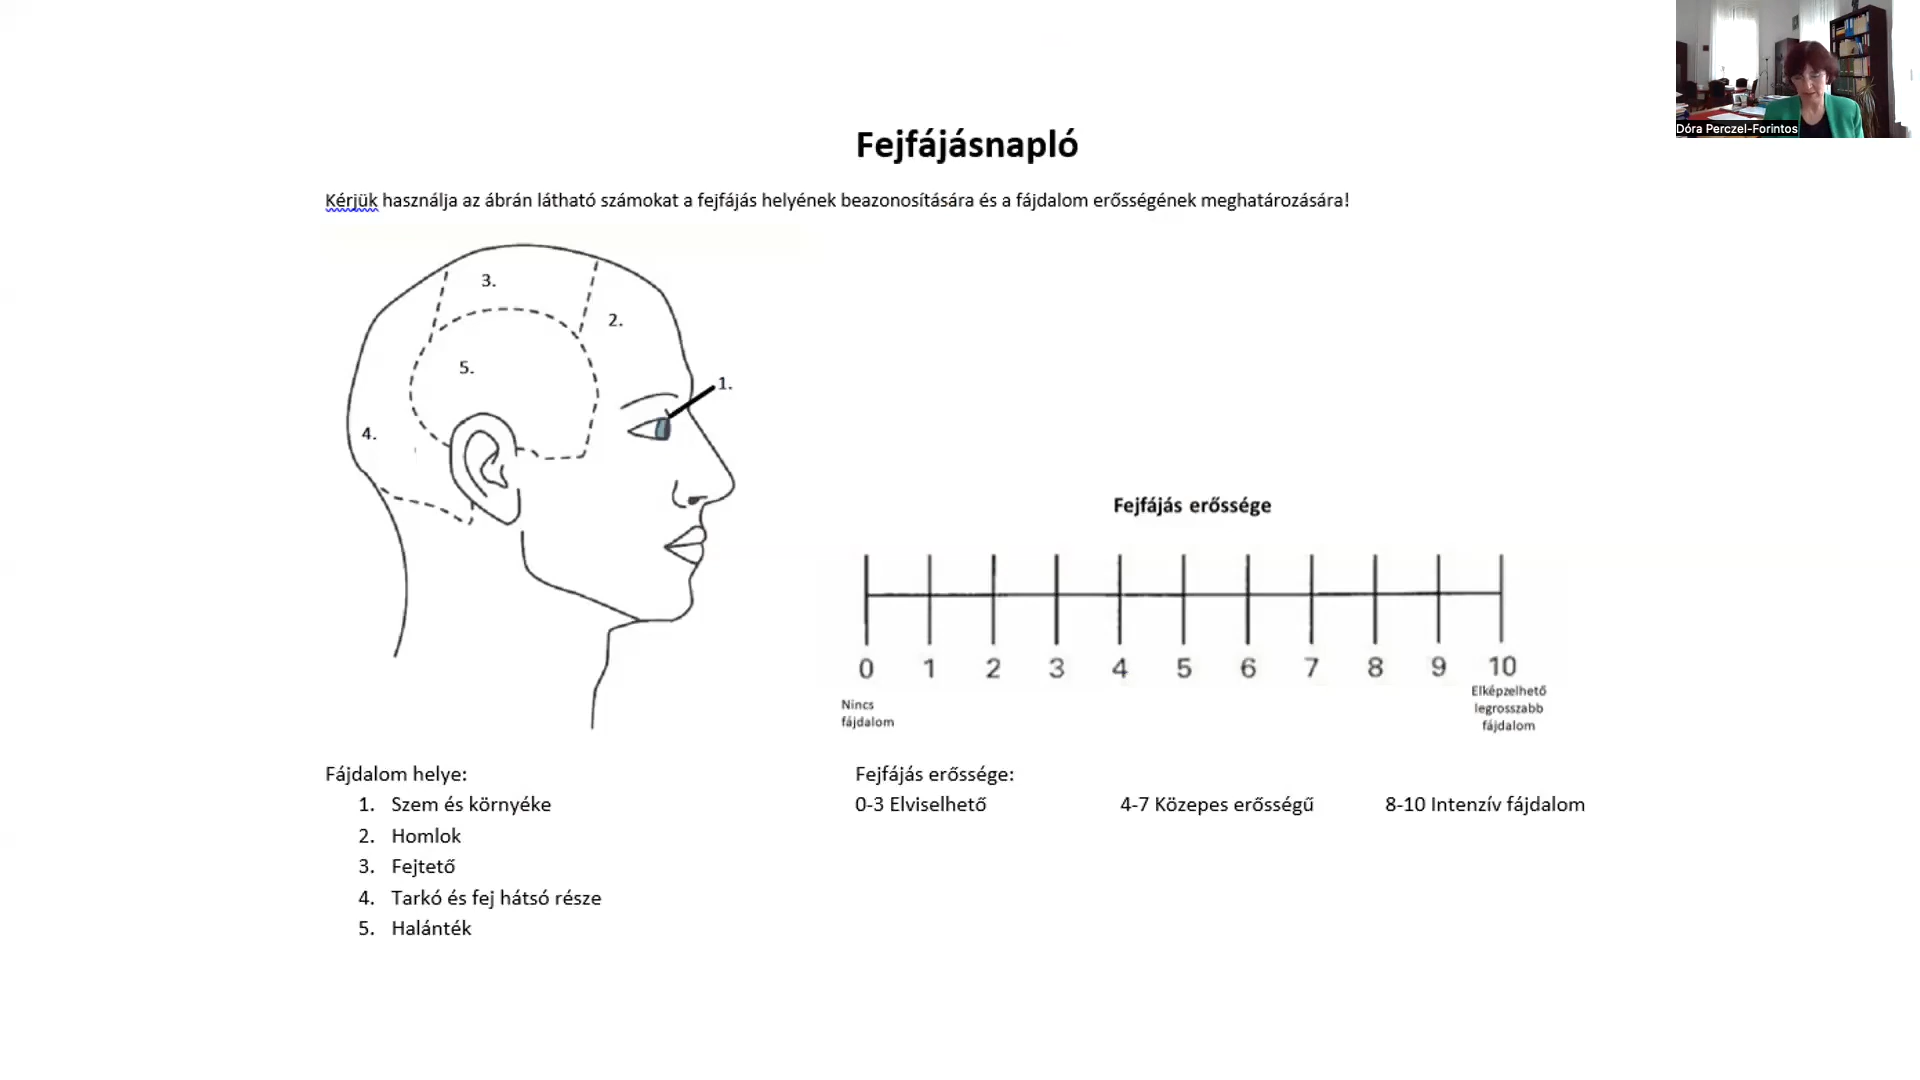 Dóra Perczel-Forintos
Fejfájásnapló
Kérjük használja az ábrán látható számokat a fejfájás helyének beazonosítására és a fájdalom erősségének meghatározására!
3.
2.
5.
1.
4.
Fejfájás erőssége
0 1 2 3 4 5 6 7 8 9 10
Nincs
fájdalom
Elképzelhető
legrosszabb
fájdalom
Fájdalom helye:
1. Szem és környéke
2. Homlok
3. Fejtető
4. Tarkó és fej hátsó része
5. Halánték
Fejfájás erőssége:
0-3 Elviselhető 4-7 Közepes erősségű 8-10 Intenzív fájdalom